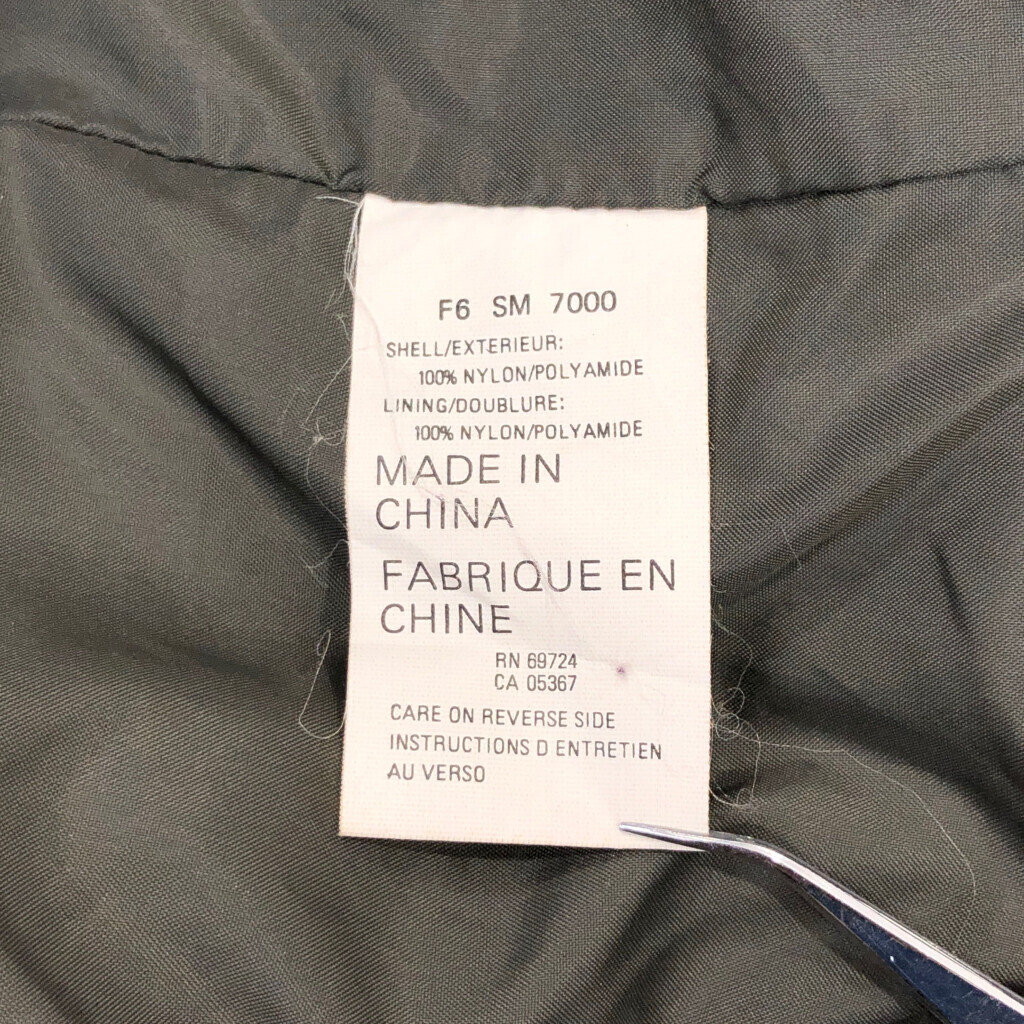 F6 SM 7000
SHELL/EXTERIEUR:
100% NYLON/POLYAMIDE
LINING/DOUBLURE:
100% NYLON/POLYAMIDE
MADE IN
CHINA
FABRIQUE EN
CHINE
RN 69724
CA 05367
CARE ON REVERSE SIDE
INSTRUCTIONS D ENTRETIEN
AU VERSO